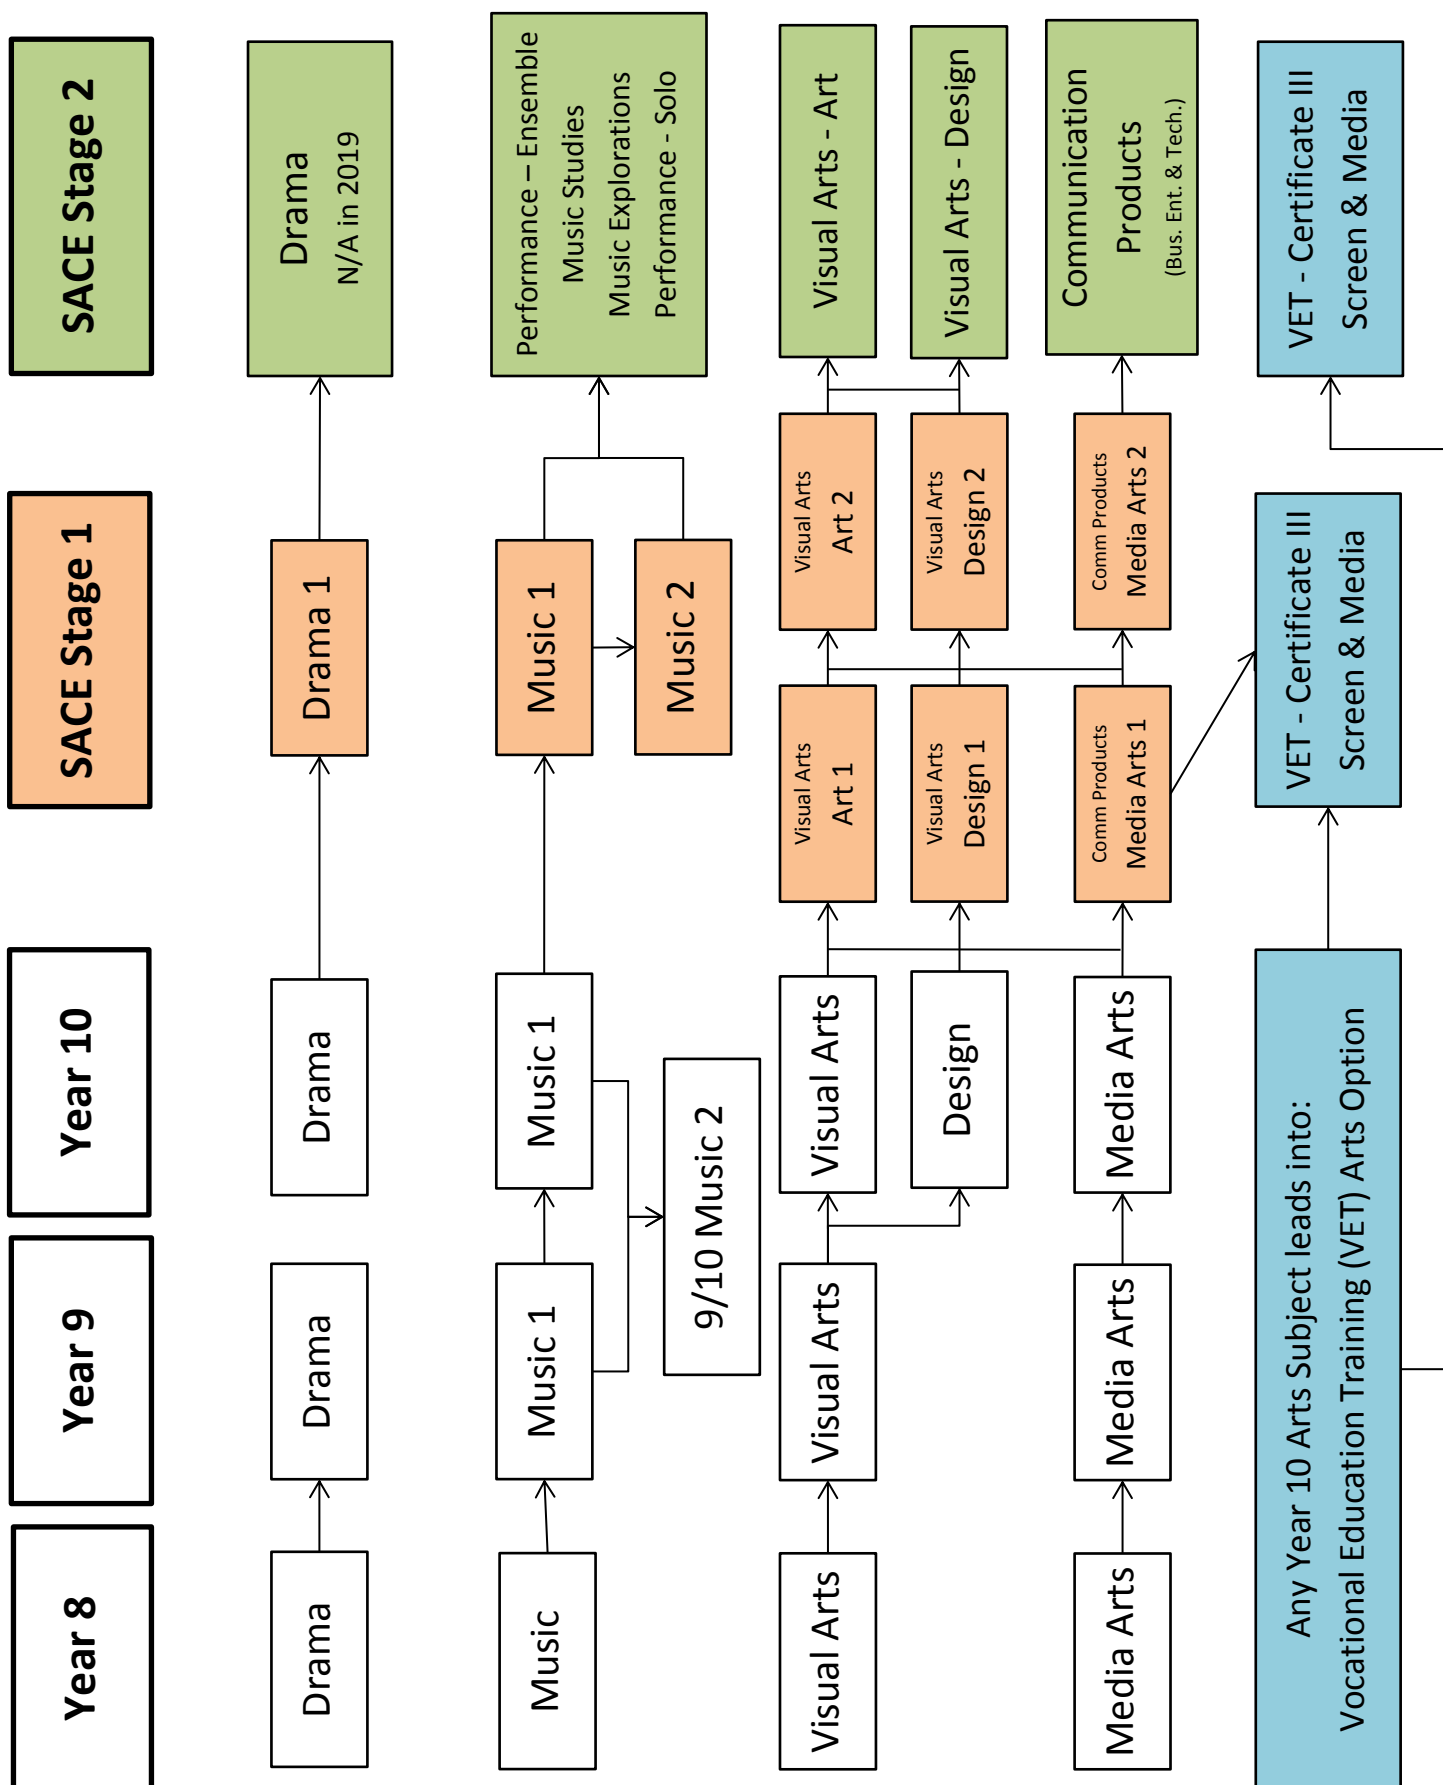 Year 8
Year 9
Year 10
SACE Stage 1
SACE Stage 2
Drama
Drama
Drama
Drama 1
Drama
N/A in 2019
Music
Music 1
Music 1
9/10 Music 2
Music 1
Music 2
Performance – Ensemble
Music Studies
Music Explorations
Performance - Solo
Visual Arts
Visual Arts
Visual Arts
Design
Visual Arts
Art 1
Visual Arts
Design 1
Visual Arts
Art 2
Visual Arts
Design 2
Visual Arts - Art
Visual Arts - Design
Media Arts
Media Arts
Media Arts
Comm Products
Media Arts 1
Comm Products
Media Arts 2
Communication
Products
(Bus. Ent. & Tech.)
Any Year 10 Arts Subject leads into:
Vocational Education Training (VET) Arts Option
VET - Certificate III
Screen & Media
VET - Certificate III
Screen & Media